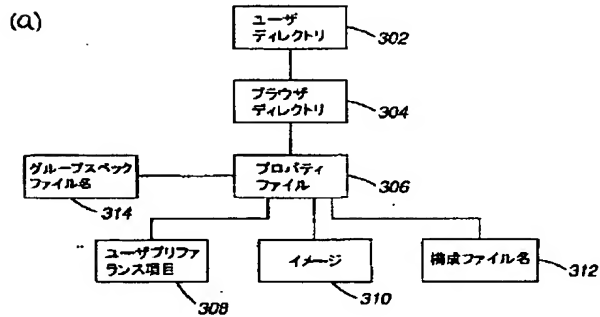 (a)
ユーザ
ディレクトリ
302
ブラウザ
ディレクトリ
304
グループスペック
ファイル名
314
プロパティ
ファイル
306
ユーザプリファ
ランス項目
308
イメージ
310
構成ファイル名
312